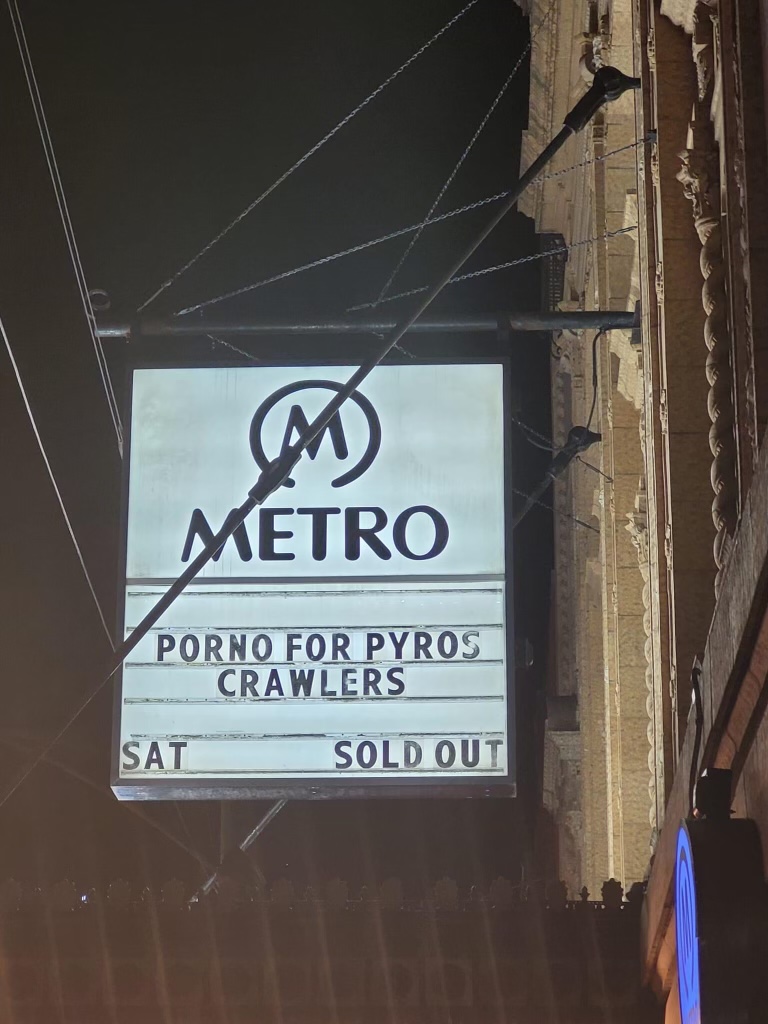 M
METRO
PORNO FOR PYROS
CRAWLERS
SAT SOLD OUT